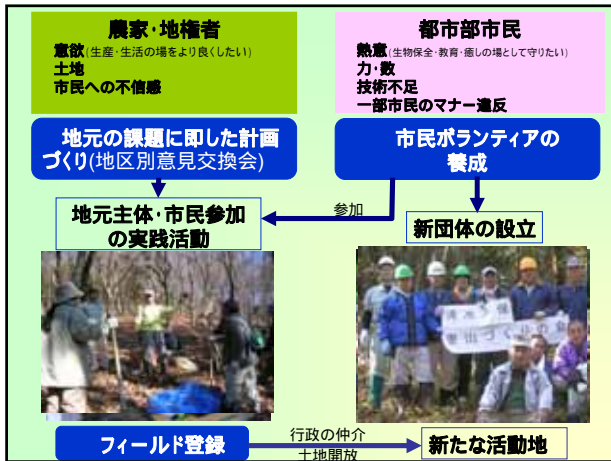 農家・地権者
意欲(生産・生活の場をより良くしたい)
土地
市民への不信感
都市部市民
熱意(生物保全・教育・癒しの場として守りたい)
力・数
技術不足
一部市民のマナー違反
地元の課題に即した計画
づくり(地区別意見交換会)
市民ボランティアの
養成
地元主体・市民参加
の実践活動
参加
新団体の設立
里山づくりの会
フィールド登録
行政の仲介
土地開放
新たな活動地